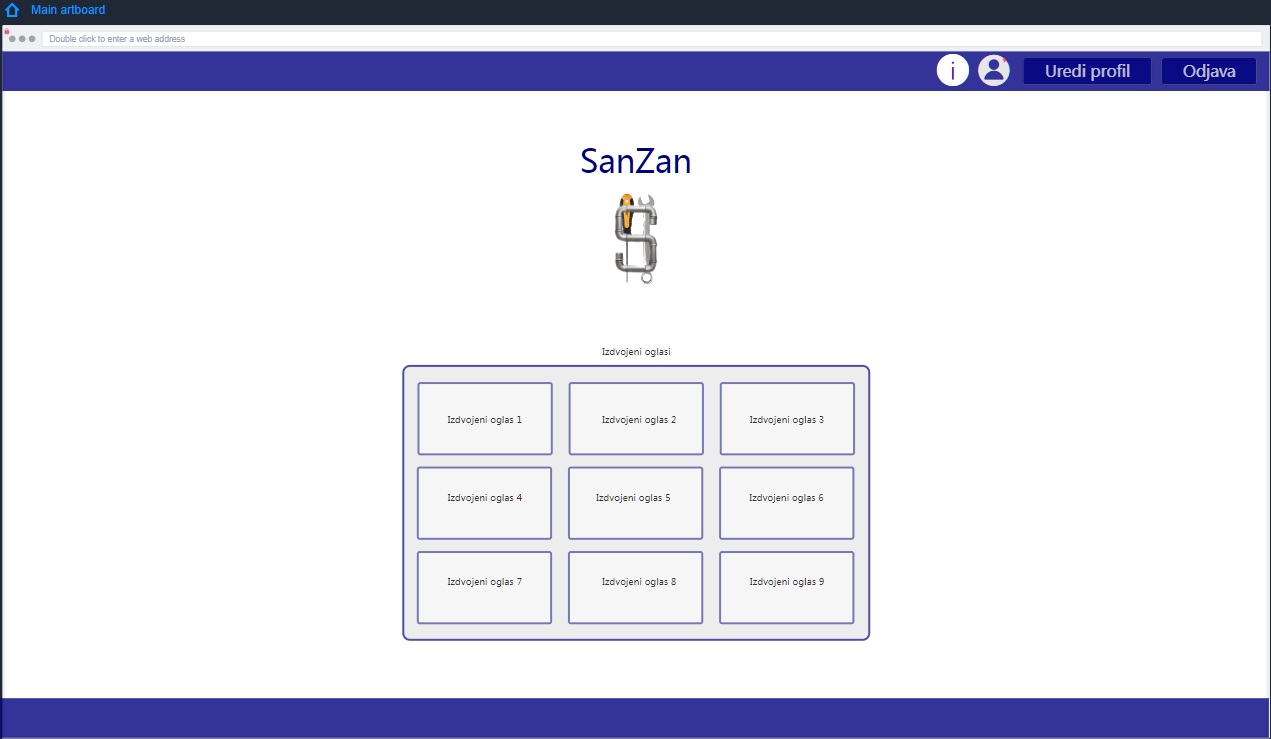 Main artboard
Double click to enter a web address
i
Uredi profil
Odjava
SanZan
Izdvojeni oglasi
Izdvojeni oglas 1
Izdvojeni oglas 2
Izdvojeni oglas 3
Izdvojeni oglas 4
Izdvojeni oglas 5
Izdvojeni oglas 6
Izdvojeni oglas 7
Izdvojeni oglas 8
Izdvojeni oglas 9